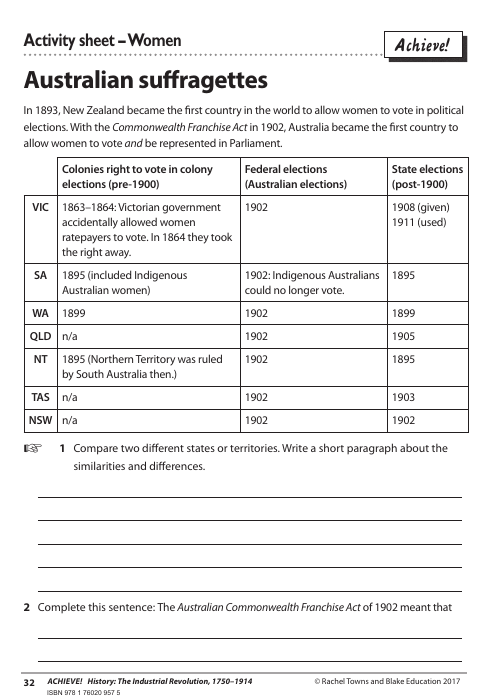 Activity sheet – Women
Achieve!
Australian suffragettes
In 1893, New Zealand became the first country in the world to allow women to vote in political
elections. With the Commonwealth Franchise Act in 1902, Australia became the first country to
allow women to vote and be represented in Parliament.
Colonies right to vote in colony
elections (pre-1900)
Federal elections
(Australian elections)
State elections
(post-1900)
VIC
1863–1864: Victorian government
accidentally allowed women
ratepayers to vote. In 1864 they took
the right away.
1902
1908 (given)
1911 (used)
SA
1895 (included Indigenous
Australian women)
1902: Indigenous Australians
could no longer vote.
1895
WA
1899
1902
1899
QLD
n/a
1902
1905
NT
1895 (Northern Territory was ruled
by South Australia then.)
1902
1895
TAS
n/a
1902
1903
NSW
n/a
1902
1902
1 Compare two different states or territories. Write a short paragraph about the
similarities and differences.
2 Complete this sentence: The Australian Commonwealth Franchise Act of 1902 meant that
32 ACHIEVE! History: The Industrial Revolution, 1750–1914 © Rachel Towns and Blake Education 2017
ISBN 978 1 76020 957 5